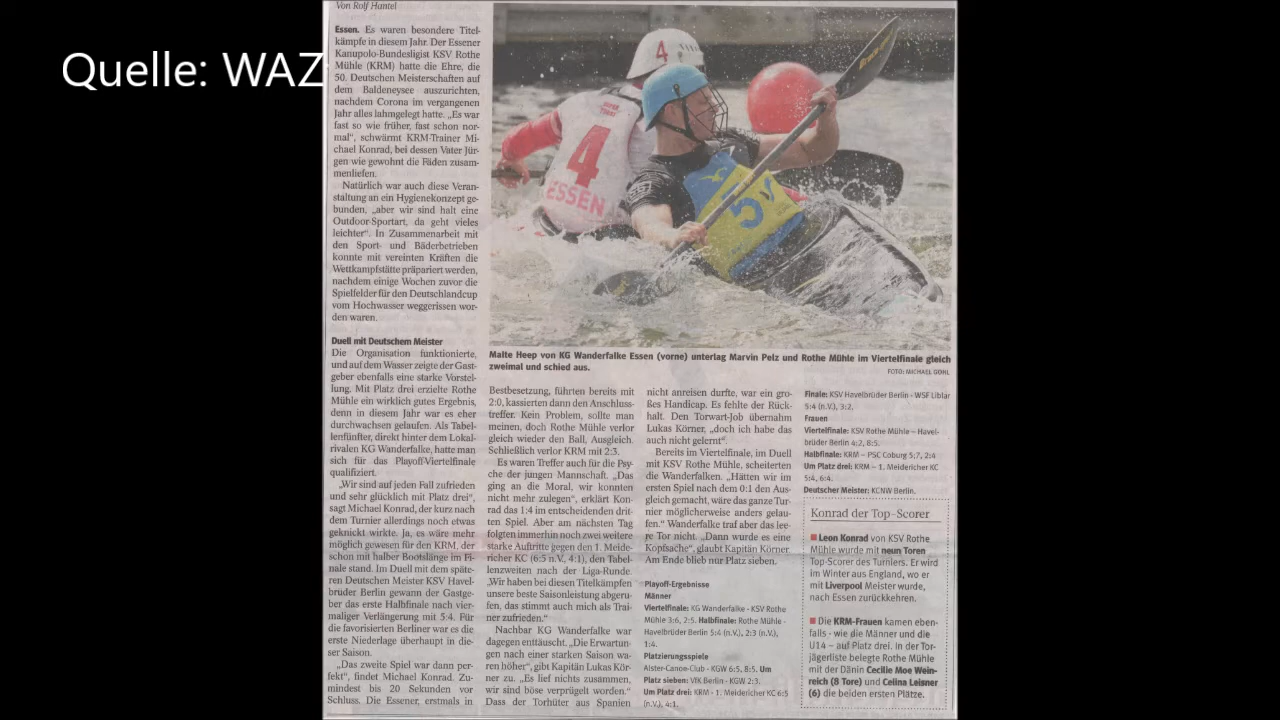 Quelle: WAZ
Von Rolf Hantel
Essen. Es waren besondere Titel-
kämpfe in diesem Jahr. Der Essener
Kanupolo-Bundesligist KSV Rothe
Mühle (KRM) hatte die Ehre, die
50. Deutschen Meisterschaften auf
dem Baldeneysee auszurichten,
nachdem Corona im vergangenen
Jahr alles lahmgelegt hatte. „Es war
fast so wie früher, fast schon nor-
mal“, schwärmt KRM-Trainer Mi-
chael Konrad, bei dessen Vater Jür-
gen wie gewohnt die Fäden zusam-
menliefen.
Natürlich war auch diese Veran-
staltung an ein Hygienekonzept ge-
bunden, „aber wir sind halt eine
Outdoor-Sportart, da geht vieles
leichter“. In Zusammenarbeit mit
den Sport- und Bäderbetrieben
konnte mit vereinten Kräften die
Wettkampfstätte präpariert werden,
nachdem einige Wochen zuvor die
Spielfelder für den Deutschlandcup
vom Hochwasser weggerissen wor-
den waren.
Duell mit Deutschem Meister
Die Organisation funktionierte,
und auf dem Wasser zeigte der Gast-
geber ebenfalls eine starke Vorstel-
lung. Mit Platz drei erzielte Rothe
Mühle ein wirklich gutes Ergebnis,
denn in diesem Jahr war es eher
durchwachsen gelaufen. Als Tabel-
lenfünfter, direkt hinter dem Lokal-
rivalen KG Wanderfalke, hatte man
sich für das Playoff-Viertelfinale
qualifiziert.
„Wir sind auf jeden Fall zufrieden
und sehr glücklich mit Platz drei“,
sagt Michael Konrad, der kurz nach
dem Turnier allerdings noch etwas
geknickt wirkte. Ja, es wäre mehr
möglich gewesen für den KRM, der
schon mit halber Bootslänge im Fi-
nale stand. Im Duell mit dem späte-
ren Deutschen Meister KSV Havel-
brüder Berlin gewann der Gastge-
ber das erste Halbfinale nach vier-
maliger Verlängerung mit 5:4. Für
die favorisierten Berliner war es die
erste Niederlage überhaupt in die-
ser Saison.
„Das zweite Spiel war dann per-
fekt“, findet Michael Konrad. Zu-
mindest bis 20 Sekunden vor
Schluss. Die Essener, erstmals in
4
4
ESSEN
5
Malte Heep von KG Wanderfalke Essen (vorne) unterlag Marvin Pelz und Rothe Mühle im Viertelfinale gleich
zweimal und schied aus.
FOTO: MICHAEL GOHL
Bestbesetzung, führten bereits mit
2:0, kassierten dann den Anschluss-
treffer. Kein Problem, sollte man
meinen, doch Rothe Mühle verlor
gleich wieder den Ball, Ausgleich.
Schließlich verlor KRM mit 2:3.
Es waren Treffer auch für die Psy-
che der jungen Mannschaft. „Das
ging an die Moral, wir konnten
nicht mehr zulegen“, erklärt Kon-
rad das 1:4 im entscheidenden drit-
ten Spiel. Aber am nächsten Tag
folgten immerhin noch zwei weitere
starke Auftritte gegen den 1. Meide-
richer KC (6:5 n.V., 4:1), den Tabel-
lenzweiten nach der Liga-Runde.
„Wir haben bei diesen Titelkämpfen
unsere beste Saisonleistung abgeru-
fen, das stimmt auch mich als Trai-
ner zufrieden.“
Nachbar KG Wanderfalke war
dagegen enttäuscht. „Die Erwartun-
gen nach einer starken Saison wa-
ren höher“, gibt Kapitän Lukas Kör-
ner zu. „Es lief nichts zusammen,
wir sind böse verprügelt worden.“
Dass der Torhüter aus Spanien
nicht anreisen durfte, war ein gro-
ßes Handicap. Es fehlte der Rück-
halt. Den Torwart-Job übernahm
Lukas Körner, „doch ich habe das
auch nicht gelernt“.
Bereits im Viertelfinale, im Duell
mit KSV Rothe Mühle, scheiterten
die Wanderfalken. „Hätten wir im
ersten Spiel nach dem 0:1 den Aus-
gleich gemacht, wäre das ganze Tur-
nier möglicherweise anders gelau-
fen.“ Wanderfalke traf aber das lee-
re Tor nicht. „Dann wurde es eine
Kopfsache“, glaubt Kapitän Körner.
Am Ende blieb nur Platz sieben.
Playoff-Ergebnisse
Männer
Viertelfinale: KG Wanderfalke - KSV Rothe
Mühle 3:6, 2:5. Halbfinale: Rothe Mühle -
Havelbrüder Berlin 5:4 (n.V.), 2:3 (n.V.),
1:4.
Platzierungsspiele
Alster-Canoe-Club - KGW 6:5, 8:5. Um
Platz sieben: VfK Berlin - KGW 2:3.
Um Platz drei: KRM - 1. Meidericher KC 6:5
(n.V.), 4:1.
Finale: KSV Havelbrüder Berlin - WSF Liblar
5:4 (n.V.), 3:2.
Frauen
Viertelfinale: KSV Rothe Mühle – Havel-
brüder Berlin 4:2, 8:5.
Halbfinale: KRM – PSC Coburg 5:7, 2:4
Um Platz drei: KRM – 1. Meidericher KC
5:4, 6:4.
Deutscher Meister: KCNW Berlin.
Konrad der Top-Scorer
Leon Konrad von KSV Rothe
Mühle wurde mit neun Toren
Top-Scorer des Turniers. Er wird
im Winter aus England, wo er
mit Liverpool Meister wurde,
nach Essen zurückkehren.
Die KRM-Frauen kamen eben-
falls - wie die Männer und die
U14 – auf Platz drei. In der Tor-
jägerliste belegte Rothe Mühle
mit der Dänin Cecilie Moe Wein-
reich (8 Tore) und Celina Leisner
(6) die beiden ersten Plätze.